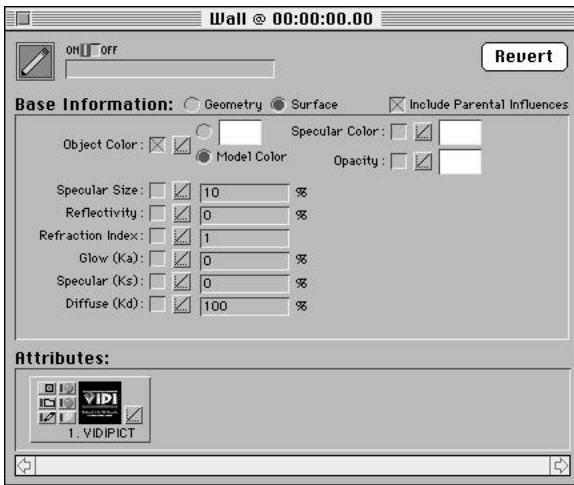 Wall @ 00:00:00.00
ON OFF
Revert
Base Information: Geometry Surface Include Parental Influences
Object Color: Model Color
Specular Color:
Opacity:
Specular Size: 10 %
Reflectivity: 0 %
Refraction Index: 1
Glow (Ka): 0 %
Specular (Ks): 0 %
Diffuse (Kd): 100 %
Attributes:
VIDI
1. VIDIPICT